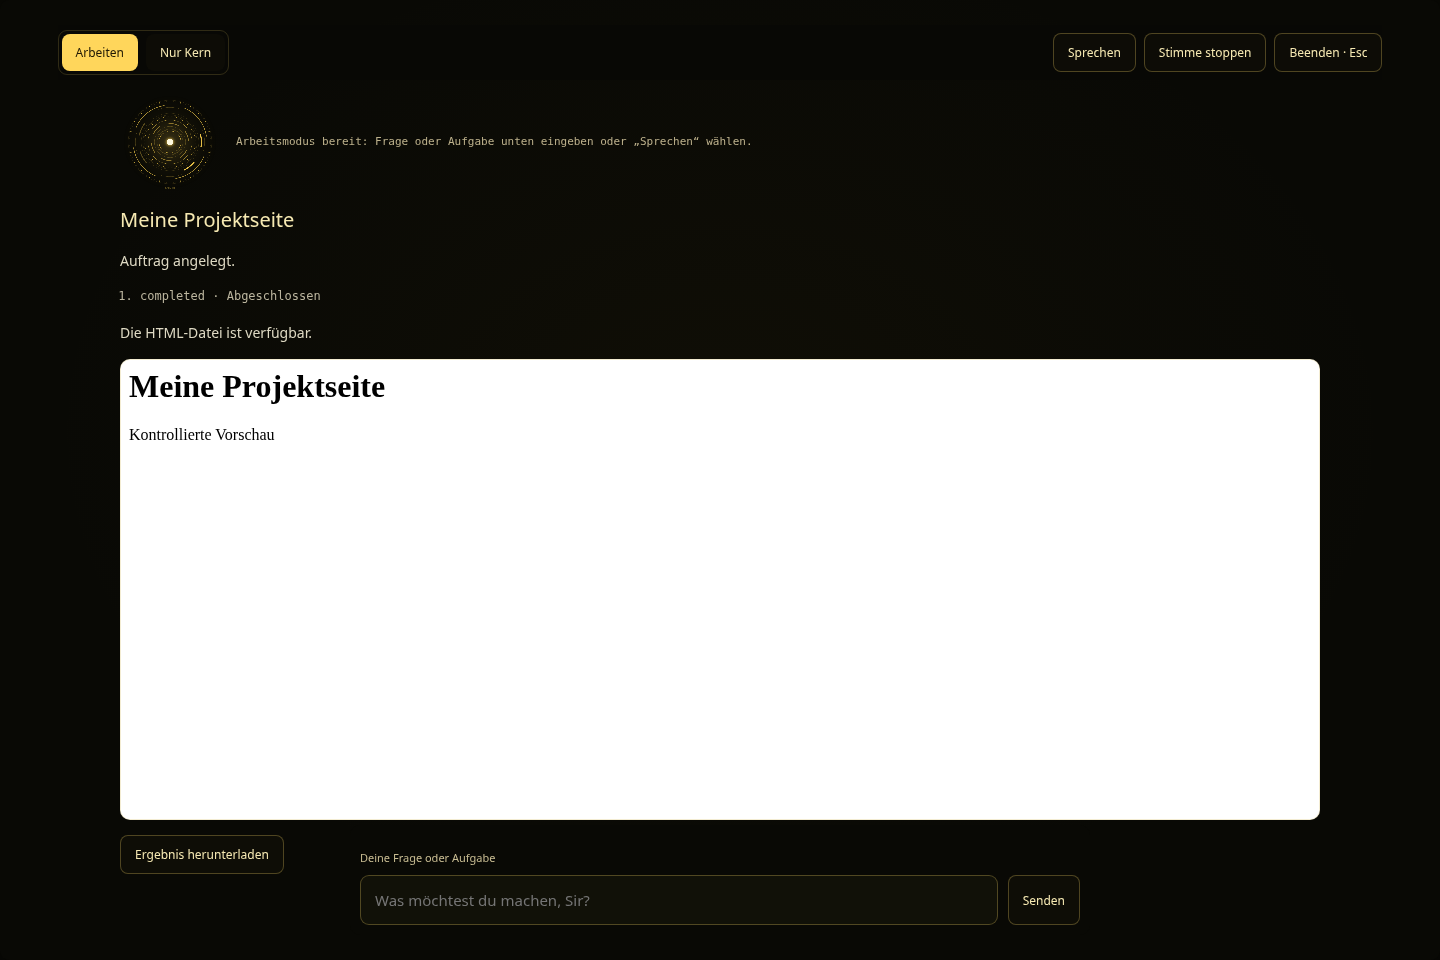 Arbeiten
Nur Kern
Sprechen
Stimme stoppen
Beenden · Esc
Arbeitsmodus bereit: Frage oder Aufgabe unten eingeben oder „Sprechen“ wählen.
Meine Projektseite
Auftrag angelegt.
1. completed · Abgeschlossen
Die HTML-Datei ist verfügbar.
Meine Projektseite
Kontrollierte Vorschau
Ergebnis herunterladen
Deine Frage oder Aufgabe
Was möchtest du machen, Sir?
Senden